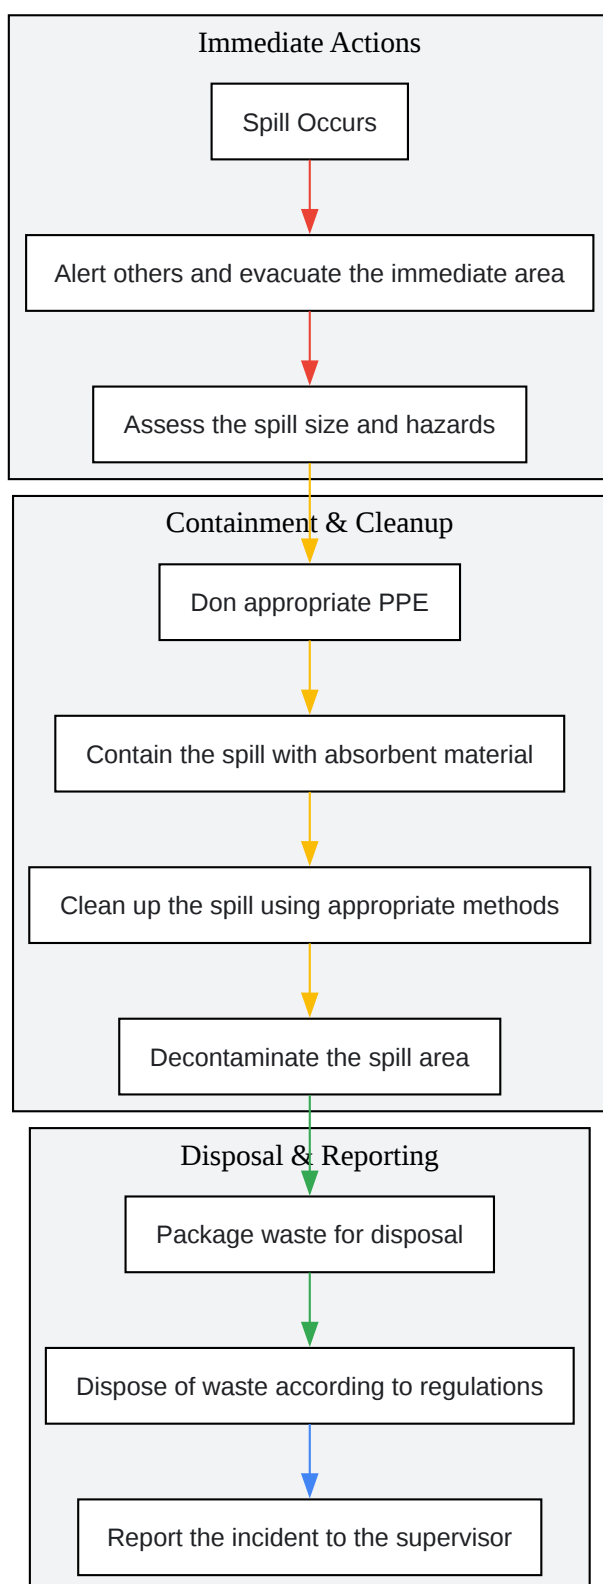 Immediate Actions
Spill Occurs
Alert others and evacuate the immediate area
Assess the spill size and hazards
Containment & Cleanup
Don appropriate PPE
Contain the spill with absorbent material
Clean up the spill using appropriate methods
Decontaminate the spill area
Disposal & Reporting
Package waste for disposal
Dispose of waste according to regulations
Report the incident to the supervisor